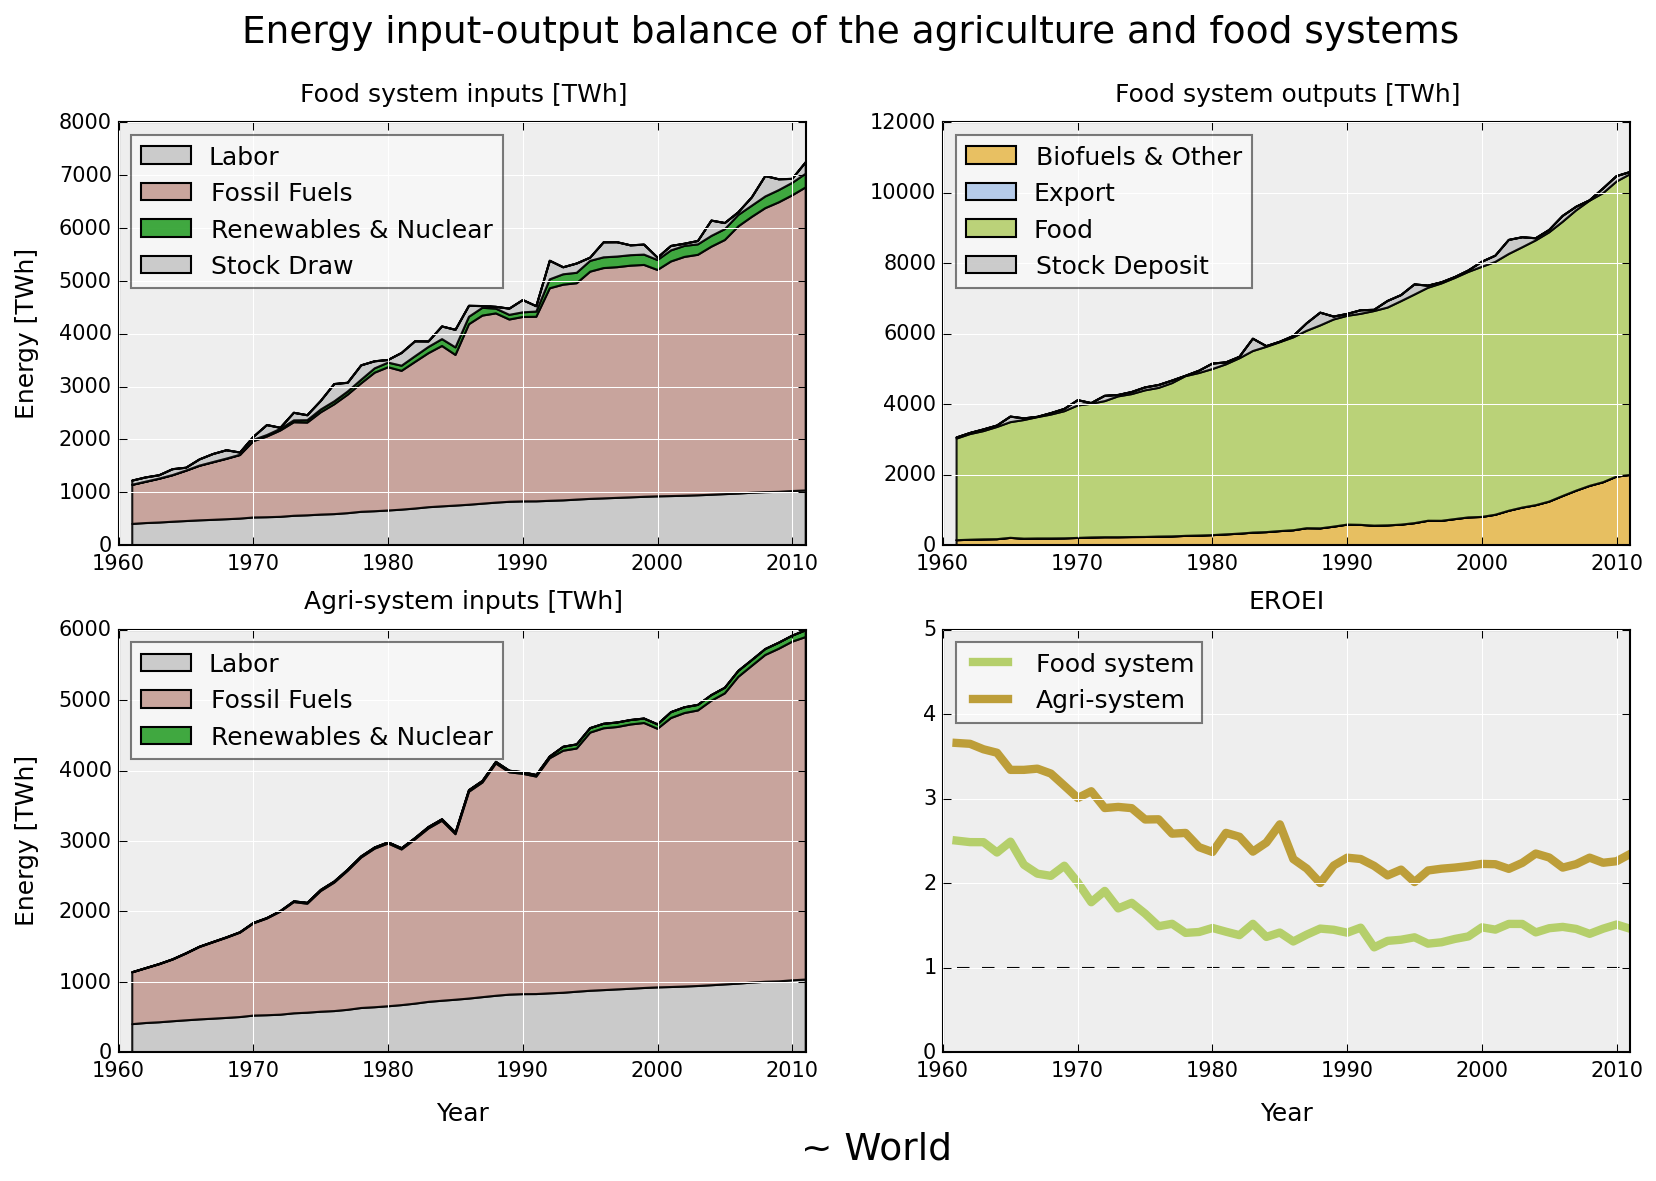 Energy input-output balance of the agriculture and food systems
Food system inputs [TWh]
Energy [TWh]
8000
7000
6000
5000
4000
3000
2000
1000
0
Labor
Fossil Fuels
Renewables & Nuclear
Stock Draw
1960 1970 1980 1990 2000 2010
Food system outputs [TWh]
12000
10000
8000
6000
4000
2000
0
Biofuels & Other
Export
Food
Stock Deposit
1960 1970 1980 1990 2000 2010
Agri-system inputs [TWh]
Energy [TWh]
6000
5000
4000
3000
2000
1000
0
Labor
Fossil Fuels
Renewables & Nuclear
1960 1970 1980 1990 2000 2010
Year
EROEI
5
4
3
2
1
0
Food system
Agri-system
1960 1970 1980 1990 2000 2010
Year
~ World